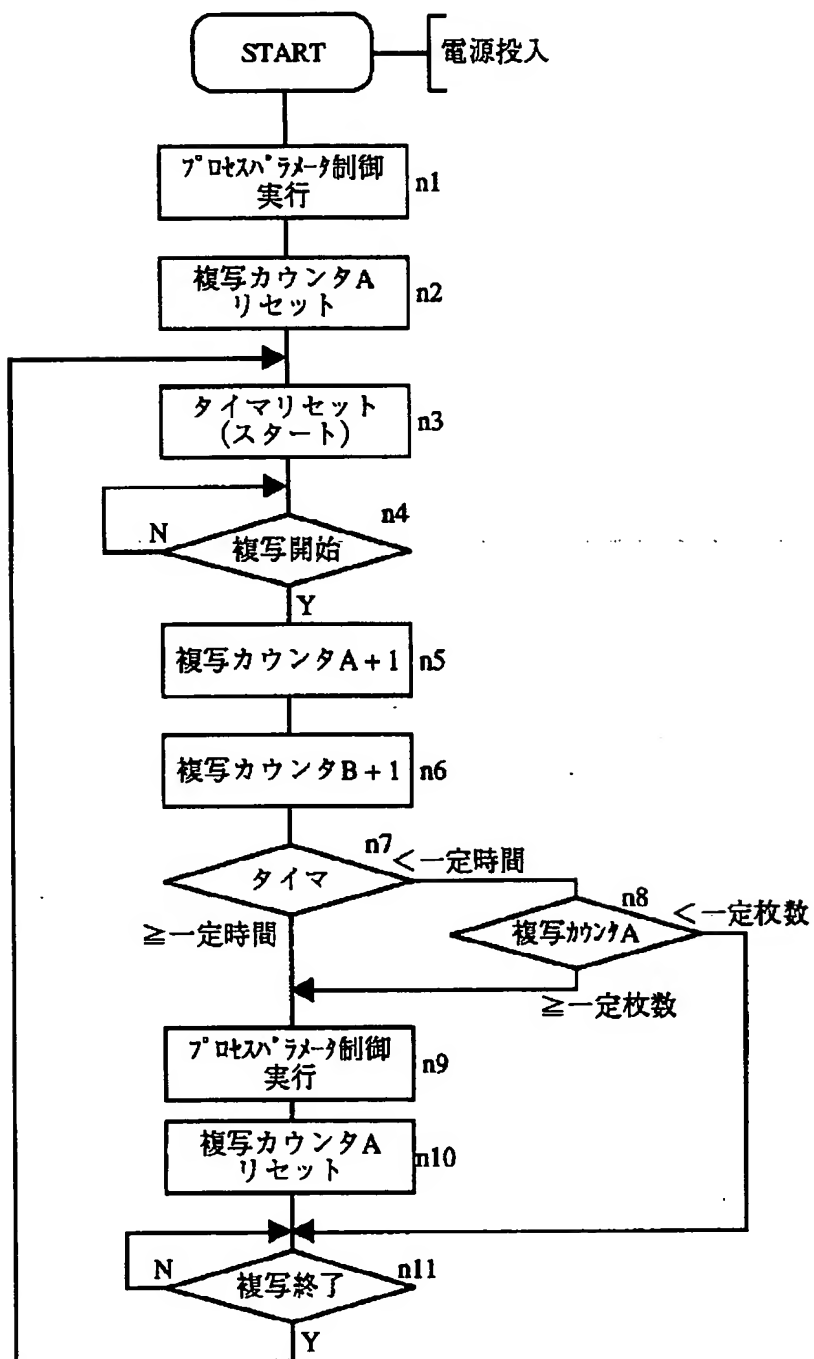 START
電源投入
プロセスパラメータ制御
実行
n1
複写カウンタA
リセット
n2
タイマリセット
(スタート)
n3
n4
N
複写開始
Y
複写カウンタA+1
n5
複写カウンタB+1
n6
n7
<一定時間
タイマ
n8
<一定枚数
複写カウンタA
≧一定時間
≧一定枚数
プロセスパラメータ制御
実行
n9
複写カウンタA
リセット
n10
N
複写終了
n11
Y